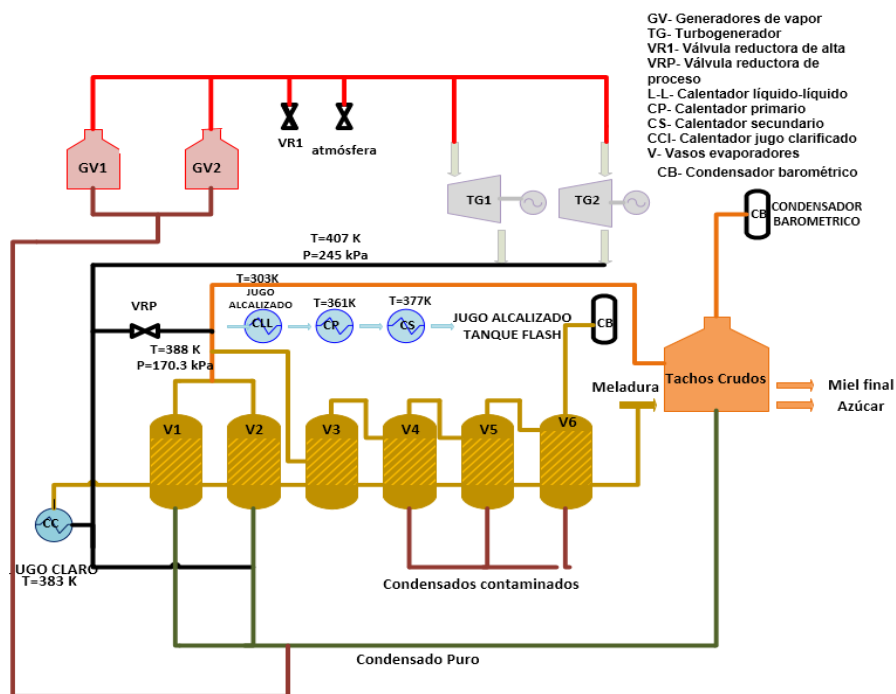 GV- Generadores de vapor
TG- Turbogenerador
VR1- Válvula reductora de alta
VRP- Válvula reductora de
proceso
L-L- Calentador líquido-líquido
CP- Calentador primario
CS- Calentador secundario
CCI- Calentador jugo clarificado
V- Vasos evaporadores
CB- Condensador barométrico
VR1
atmósfera
GV1
GV2
TG1
TG2
CB
CONDENSADOR
BAROMETRICO
T=407 K
P=245 kPa
T=303K
JUGO
ALCALIZADO
T=361K
T=377K
VRP
CLL
CP
CS
JUGO ALCALIZADO
TANQUE FLASH
CB
T=388 K
P=170.3 kPa
Tachos Crudos
Meladura
Miel final
Azúcar
V1
V2
V3
V4
V5
V6
CC
JUGO CLARO
T=383 K
Condensados contaminados
Condensado Puro